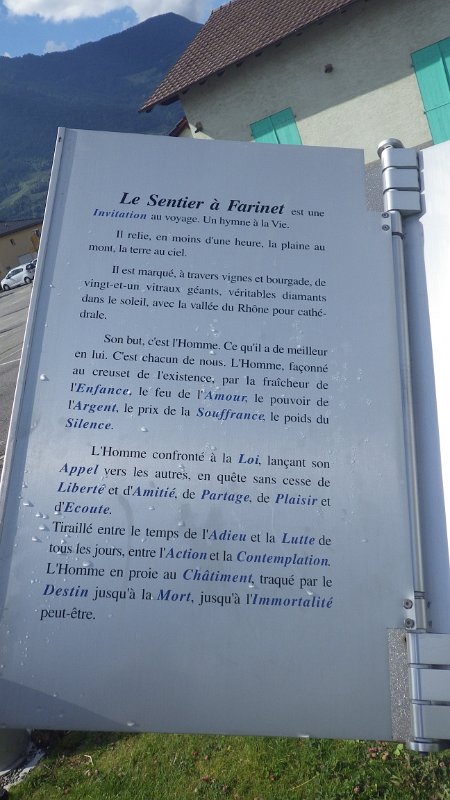 Le Sentier à Farinet est une
Invitation au voyage. Un hymne à la Vie.
Il relie, en moins d'une heure, la plaine au
mont, la terre au ciel.
Il est marqué, à travers vignes et bourgade, de
vingt-et-un vitraux géants, véritables diamants
dans le soleil, avec la vallée du Rhône pour cathé-
drale.
Son but, c'est l'Homme. Ce qu'il a de meilleur
en lui. C'est chacun de nous. L'Homme, façonné
au creuset de l'existence, par la fraîcheur de
l'Enfance, le feu de l'Amour, le pouvoir de
l'Argent, le prix de la Souffrance, le poids du
Silence.
L'Homme confronté à la Loi, lançant son
Appel vers les autres, en quête sans cesse de
Liberté et d'Amitié, de Partage, de Plaisir et
d'Ecoute.
Tiraillé entre le temps de l'Adieu et la Lutte de
tous les jours, entre l'Action et la Contemplation.
L'Homme en proie au Châtiment, traqué par le
Destin jusqu'à la Mort, jusqu'à l'Immortalité
peut-être.